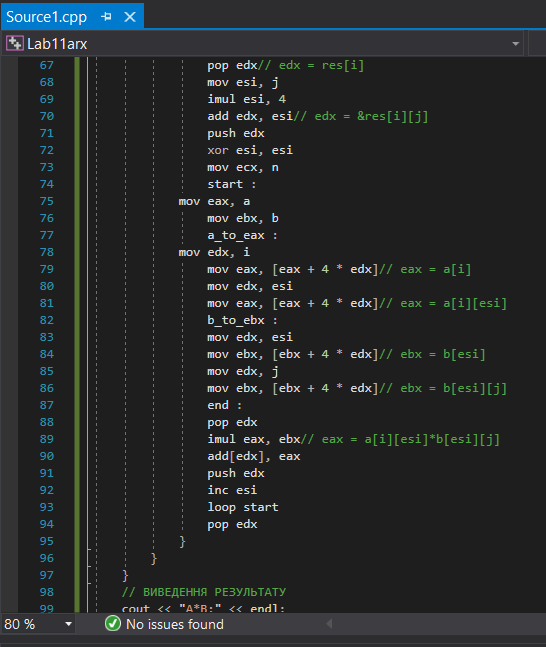 Source1.cpp
Lab11arx
67 pop edx// edx = res[i]
68 mov esi, j
69 imul esi, 4
70 add edx, esi// edx = &res[i][j]
71 push edx
72 xor esi, esi
73 mov ecx, n
74 start :
75 mov eax, a
76 mov ebx, b
77 a_to_eax :
78 mov edx, i
79 mov eax, [eax + 4 * edx]// eax = a[i]
80 mov edx, esi
81 mov eax, [eax + 4 * edx]// eax = a[i][esi]
82 b_to_ebx :
83 mov edx, esi
84 mov ebx, [ebx + 4 * edx]// ebx = b[esi]
85 mov edx, j
86 mov ebx, [ebx + 4 * edx]// ebx = b[esi][j]
87 end :
88 pop edx
89 imul eax, ebx// eax = a[i][esi]*b[esi][j]
90 add[edx], eax
91 push edx
92 inc esi
93 loop start
94 pop edx
95 }
96 }
97 }
98 // ВИВЕДЕННЯ РЕЗУЛЬТАТУ
99 cout << "A*B:" << endl;
80 % No issues found